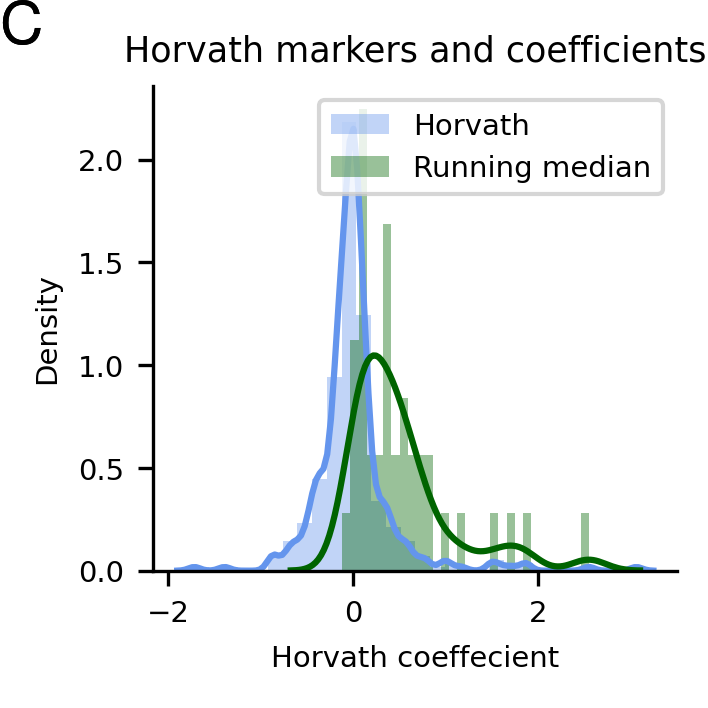 C
Horvath markers and coefficients
Horvath
Running median
2.0
1.5
1.0
0.5
0.0
Density
−2
0
2
Horvath coeffecient